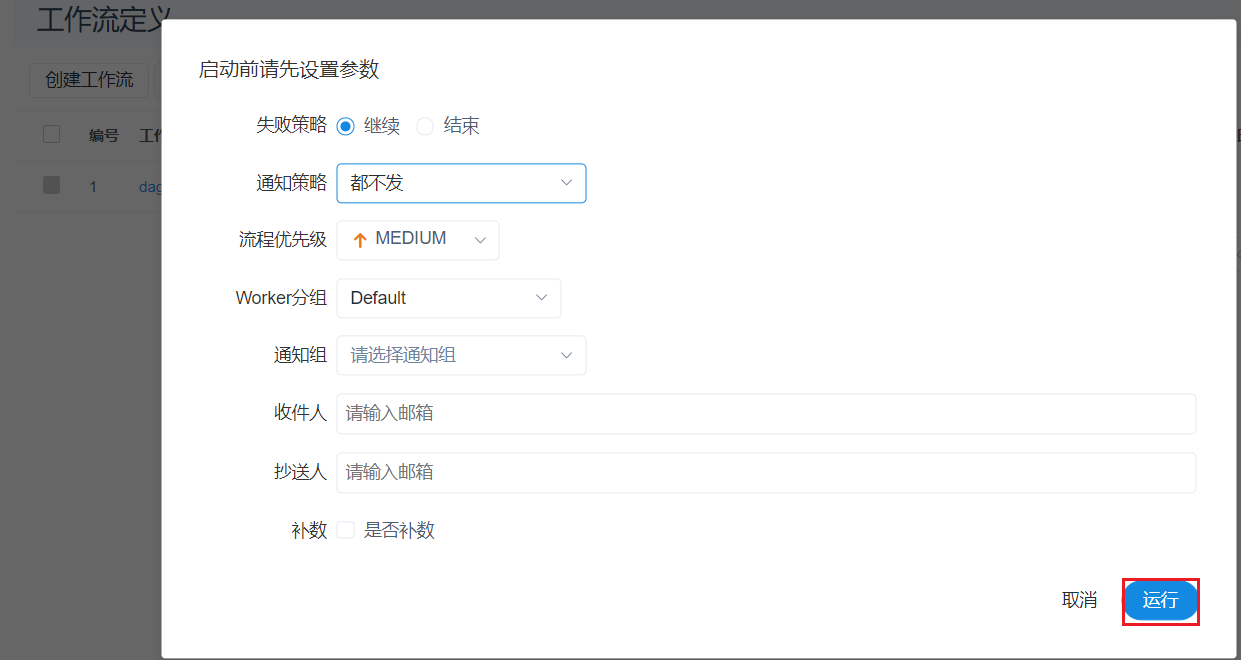 工作流定义
创建工作流
编号 工作
1 dag
启动前请先设置参数
失败策略 继续 结束
通知策略 都不发
流程优先级 MEDIUM
Worker分组 Default
通知组 请选择通知组
收件人 请输入邮箱
抄送人 请输入邮箱
补数 是否补数
取消 运行